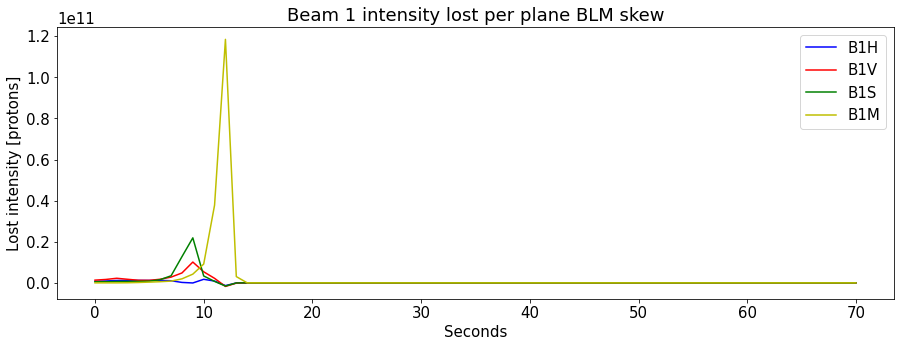 Beam 1 intensity lost per plane BLM skew
1e11
1.2
1.0
0.8
0.6
0.4
0.2
0.0
Lost intensity [protons]
B1H
B1V
B1S
B1M
0 10 20 30 40 50 60 70
Seconds